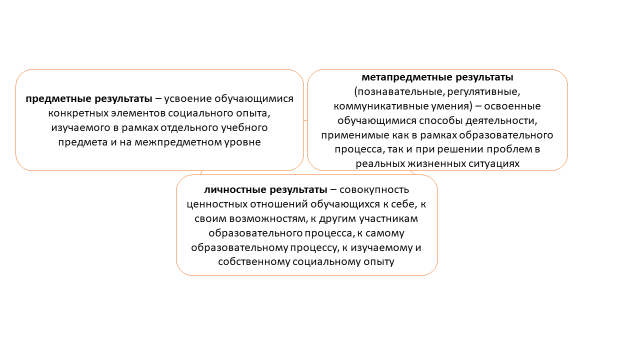 предметные результаты – усвоение обучающимися
конкретных элементов социального опыта,
изучаемого в рамках отдельного учебного
предмета и на межпредметном уровне
метапредметные результаты
(познавательные, регулятивные,
коммуникативные умения) – освоенные
обучающимися способы деятельности,
применимые как в рамках образовательного
процесса, так и при решении проблем в
реальных жизненных ситуациях
личностные результаты – совокупность
ценностных отношений обучающихся к себе, к
своим возможностям, к другим участникам
образовательного процесса, к самому
образовательному процессу, к изучаемому и
собственному социальному опыту